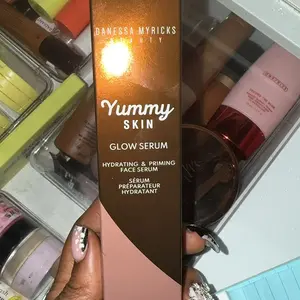 DANESSA MYRICKS
BEAUTY
Yummy
SKIN
GLOW SERUM
HYDRATING & PRIMING
FACE SERUM
SÉRUM
PRÉPARATEUR
HYDRATANT